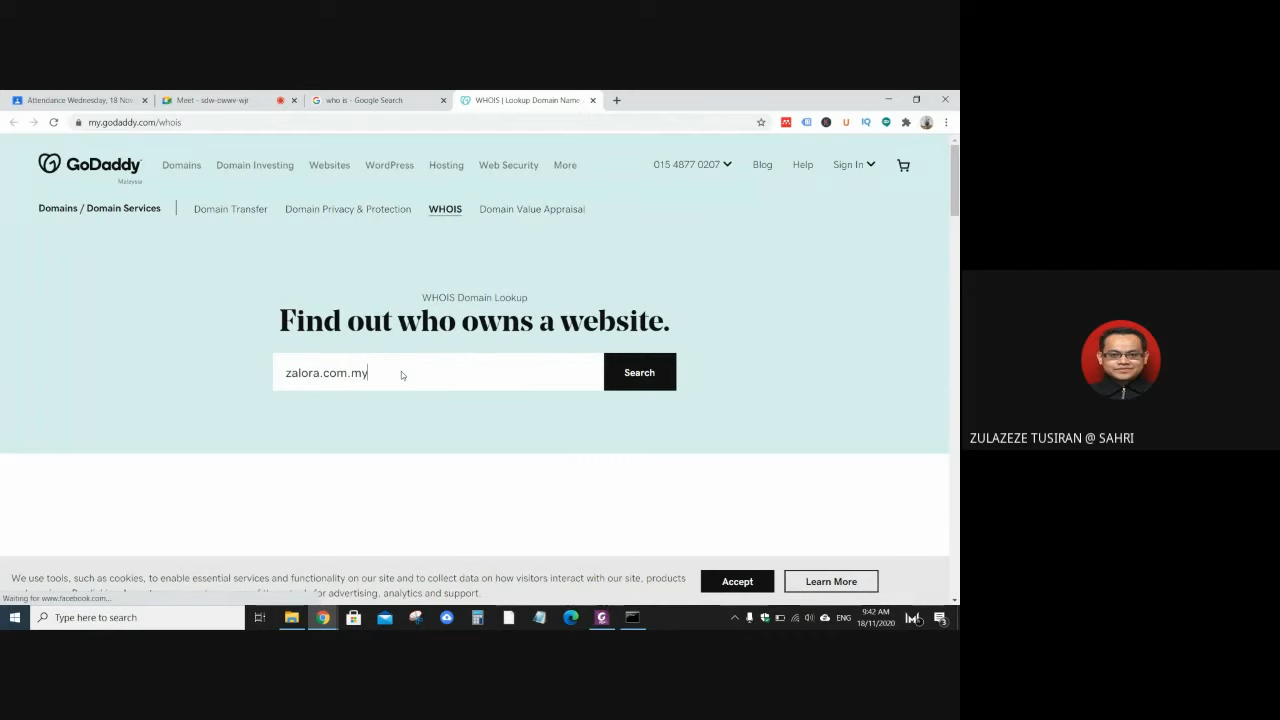 Attendance Wednesday, 18 Nov
Meet - sdw-owwv-wjr
who is - Google Search
WHOIS | Lookup Domain Name
my.godaddy.com/whois
GoDaddy
Malaysia
Domains
Domain Investing
Websites
WordPress
Hosting
Web Security
More
015 4877 0207
Blog
Help
Sign In
Domains / Domain Services
Domain Transfer
Domain Privacy & Protection
WHOIS
Domain Value Appraisal
WHOIS Domain Lookup
Find out who owns a website.
zalora.com.my
Search
ZULAZEZE TUSIRAN @ SAHRI
We use tools, such as cookies, to enable essential services and functionality on our site and to collect data on how visitors interact with our site, products
for advertising, analytics and support.
Accept
Learn More
Waiting for www.facebook.com...
Type here to search
ENG
9:42 AM
18/11/2020